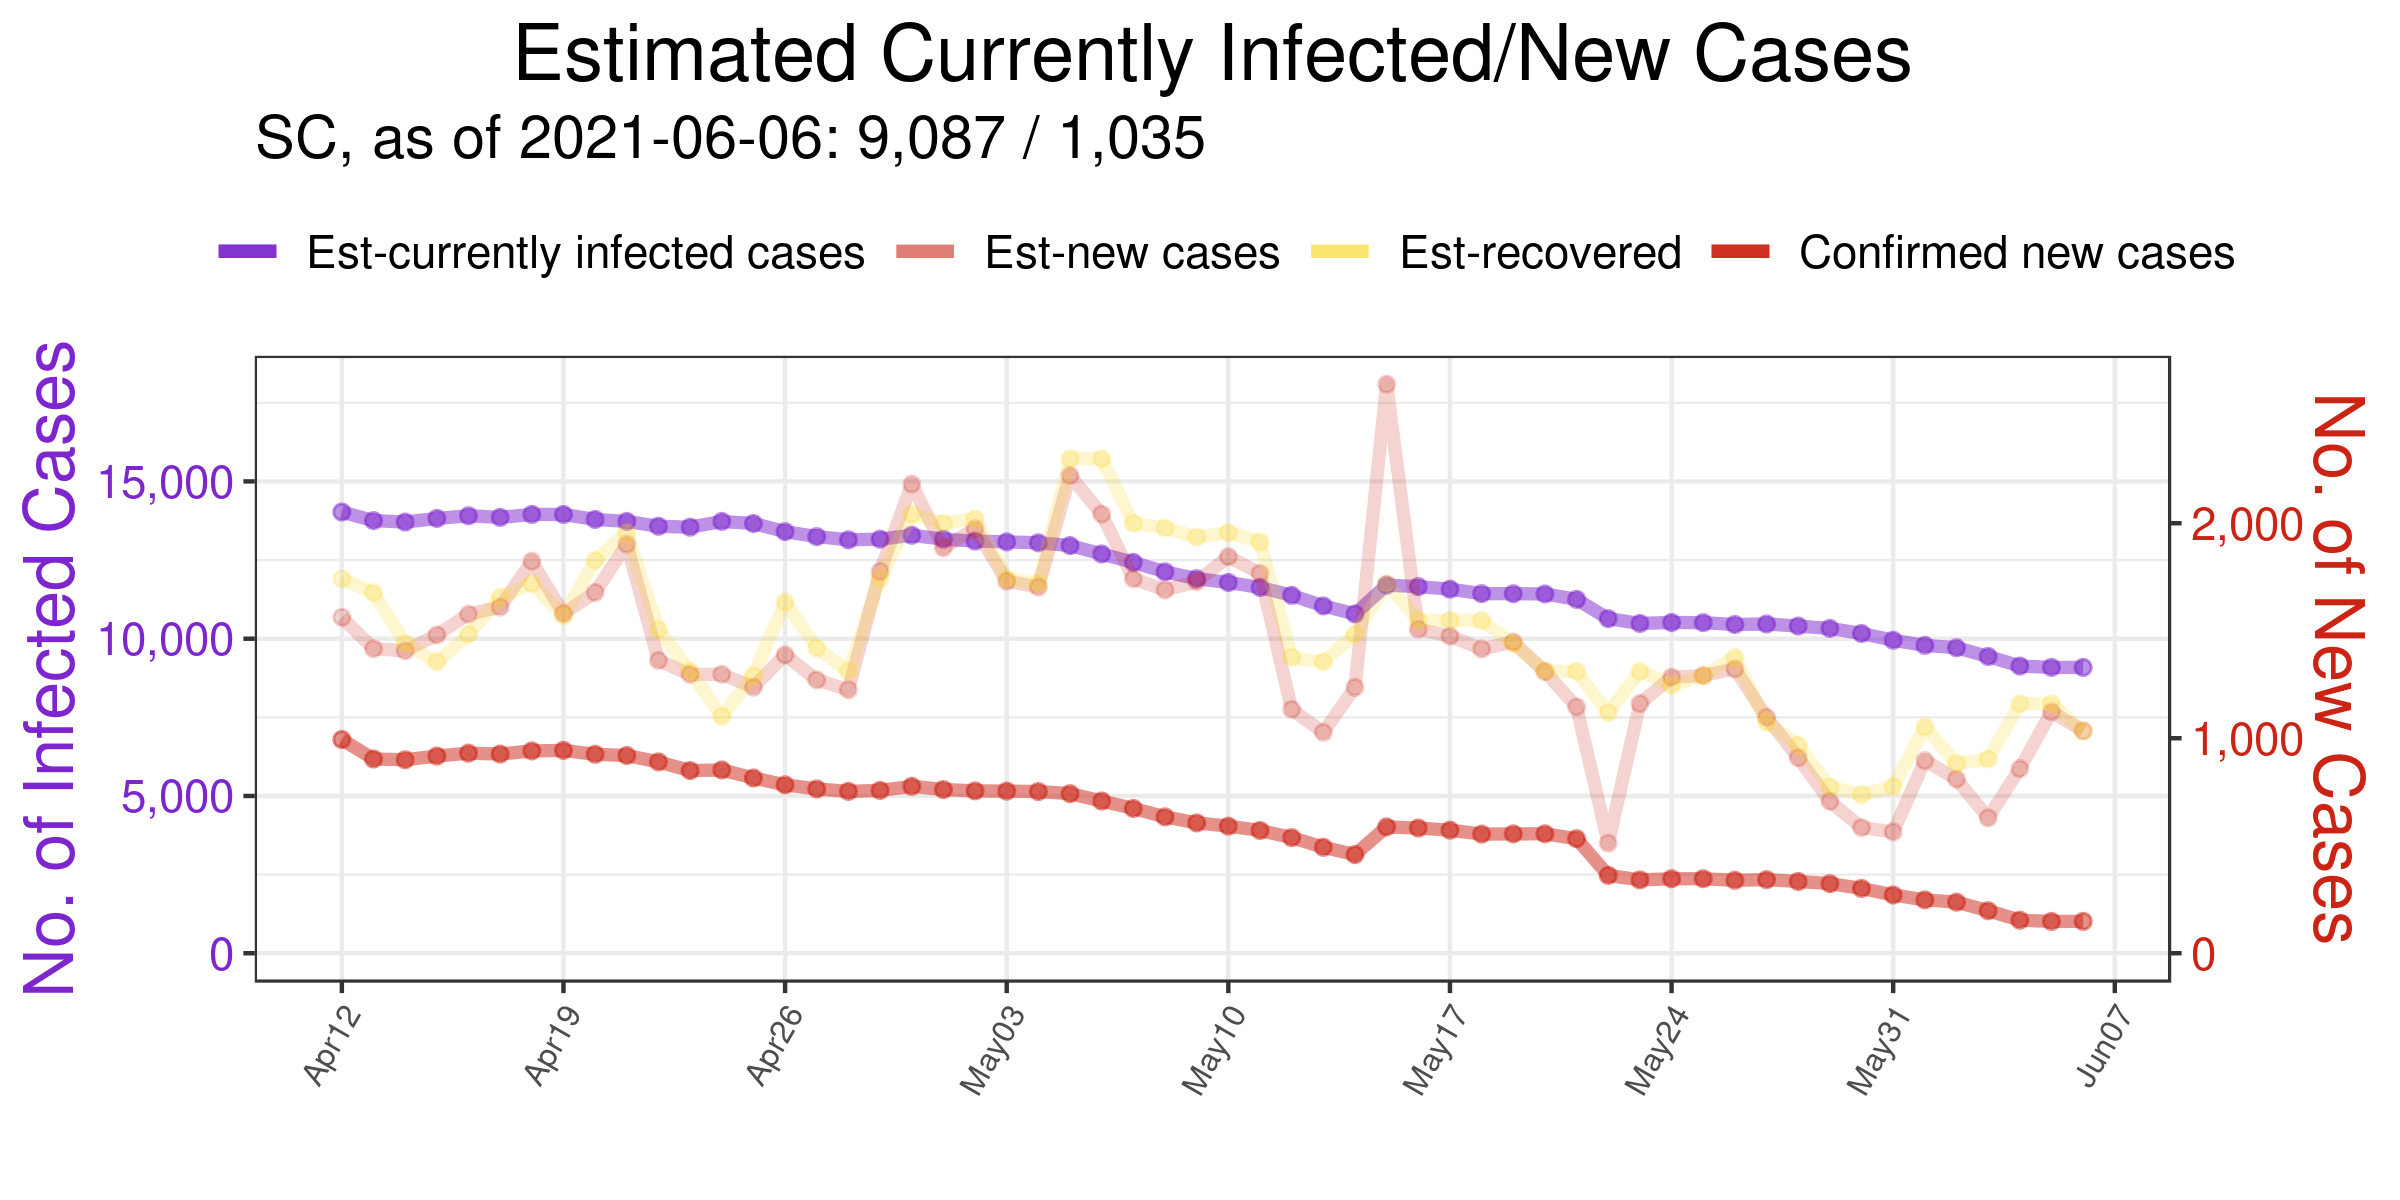 Estimated Currently Infected/New Cases
SC, as of 2021-06-06: 9,087 / 1,035
Est-currently infected cases Est-new cases Est-recovered Confirmed new cases
No. of Infected Cases
15,000
10,000
5,000
0
2,000
1,000
0
No. of New Cases
Apr12 Apr19 Apr26 May03 May10 May17 May24 May31 Jun07